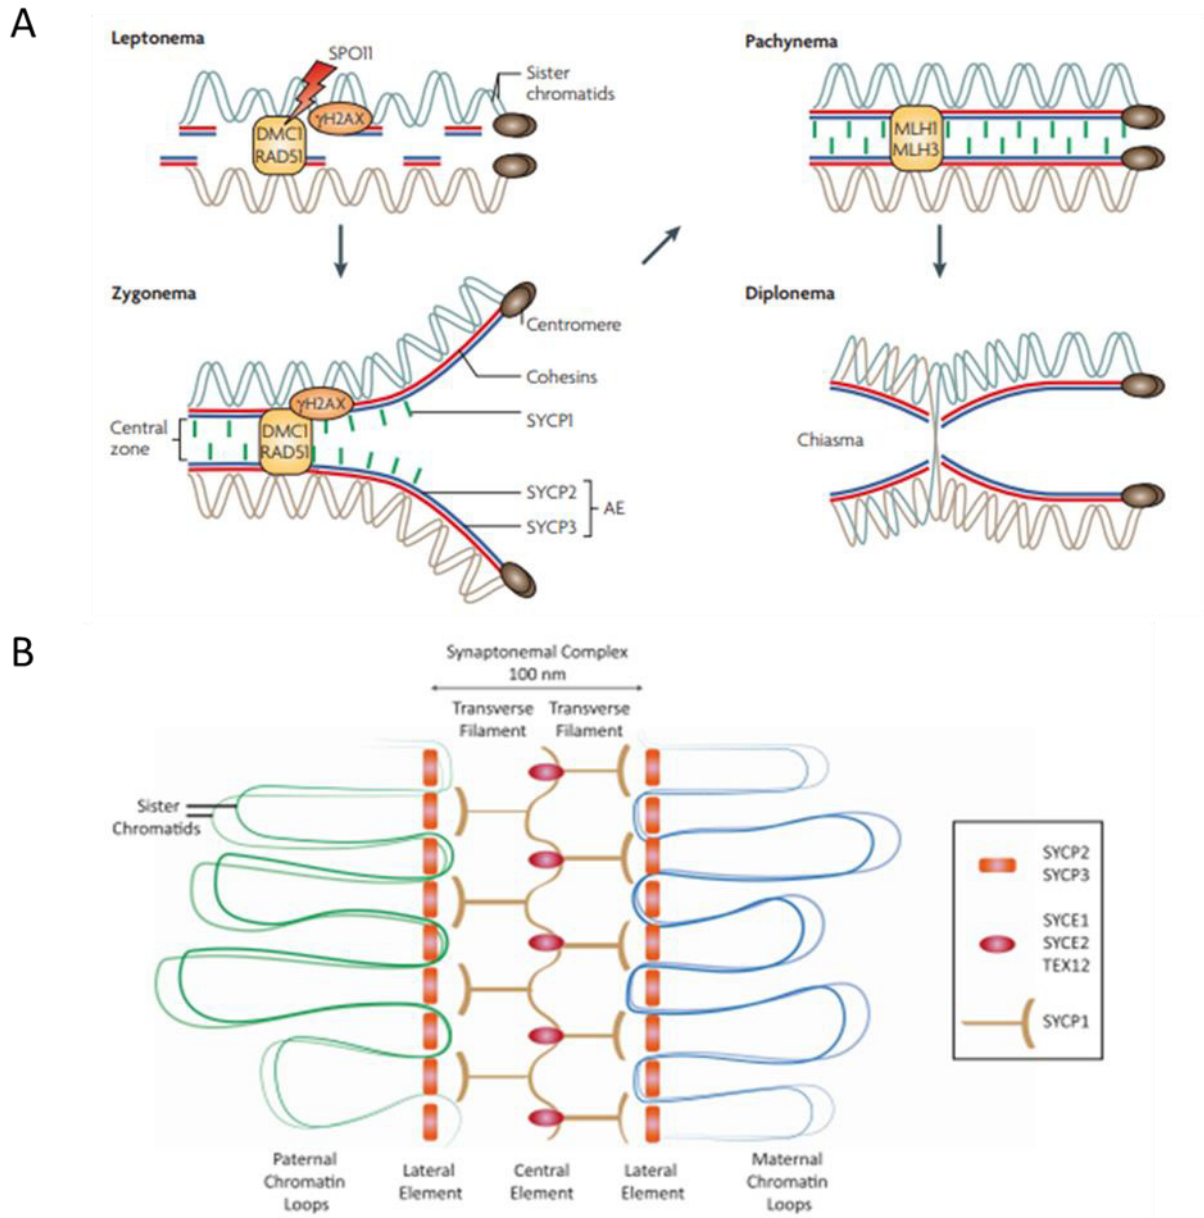 A
Leptonema
SPO11
γH2AX
DMC1
RAD51
Sister
chromatids
Zygonema
Centromere
Cohesins
SYCP1
γH2AX
DMC1
RAD51
Central
zone
SYCP2
SYCP3
AE
Pachynema
MLH1
MLH3
Diplonema
Chiasma
B
Synaptonemal Complex
100 nm
Transverse
Filament
Transverse
Filament
Sister
Chromatids
SYCP2
SYCP3
SYCE1
SYCE2
TEX12
SYCP1
Paternal
Chromatin
Loops
Lateral
Element
Central
Element
Lateral
Element
Maternal
Chromatin
Loops